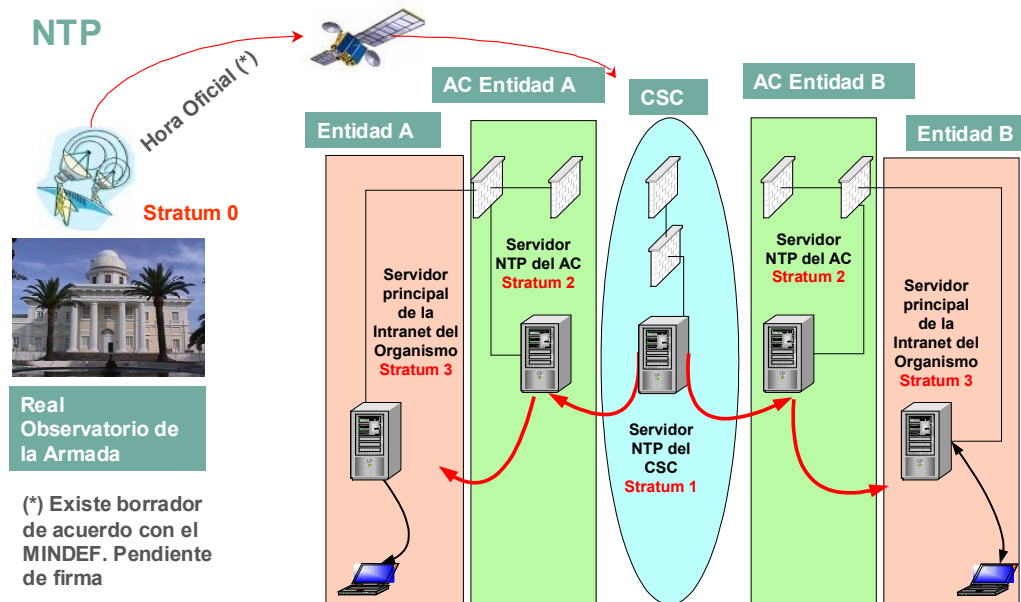 NTP
Hora Oficial (*)
Stratum 0
Real
Observatorio de
la Armada
(*) Existe borrador
de acuerdo con el
MINDEF. Pendiente
de firma
Entidad A
AC Entidad A
CSC
AC Entidad B
Entidad B
Servidor
principal
de la
Intranet del
Organismo
Stratum 3
Servidor
NTP del AC
Stratum 2
Servidor
NTP del
CSC
Stratum 1
Servidor
NTP del AC
Stratum 2
Servidor
principal
de la
Intranet del
Organismo
Stratum 3